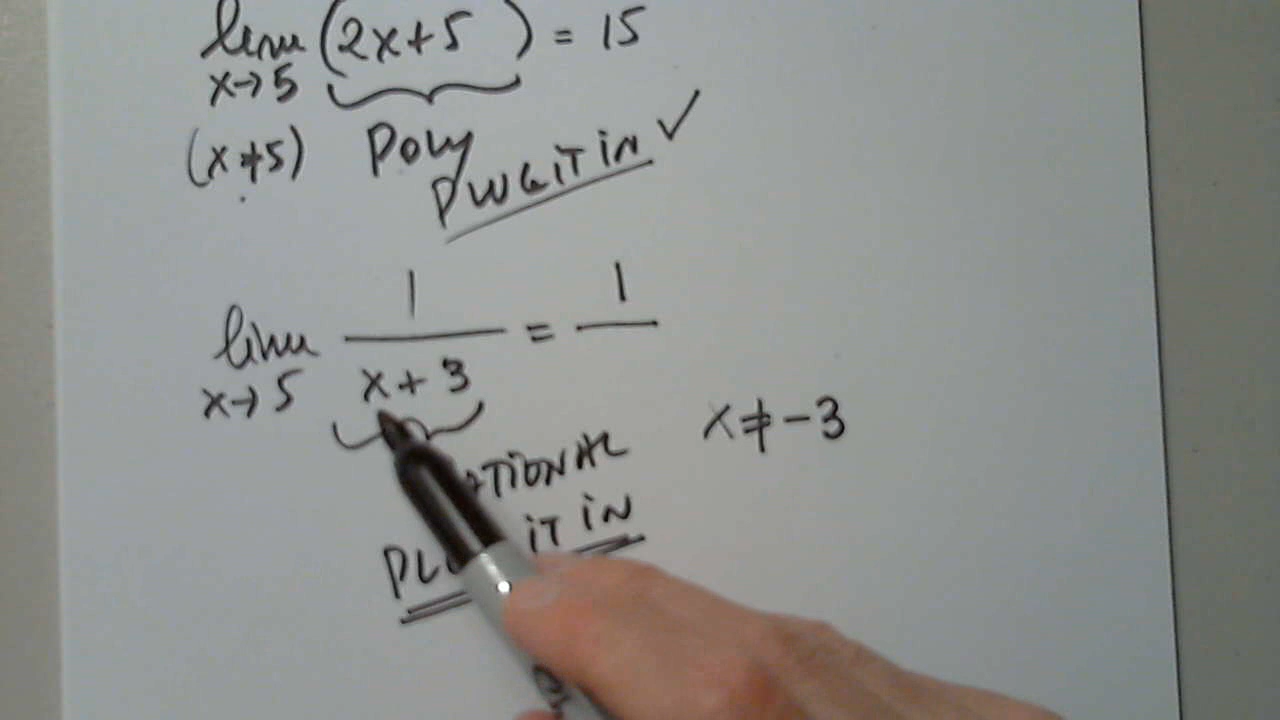 lim (2x+5) = 15
x→5
(x≠5) Poly
PLUG IT IN ✓
lim 1/(x+3) = 1/
x→5
x≠-3
IT IN